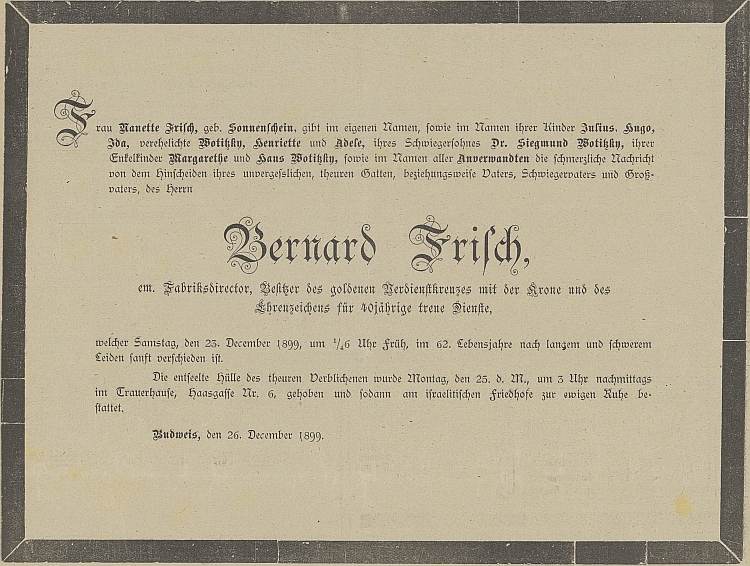 Frau Nanette Frisch, geb. Sonnenschein, gibt im eigenen Namen, sowie im Namen ihrer Kinder Julius, Hugo,
Ida, verehelichte Wotitzky, Henriette und Adele, ihres Schwiegersohnes Dr. Siegmund Wotitzky, ihrer
Enkelkinder Margarethe und Hans Wotitzky, sowie im Namen aller Anverwandten die schmerzliche Nachricht
von dem Hinscheiden ihres unvergesslichen, theuren Gatten, beziehungsweise Vaters, Schwiegervaters und Groß-
vaters, des Herrn
Bernard Frisch,
em. Fabriksdirector, Besitzer des goldenen Verdienstkreuzes mit der Krone und des
Ehrenzeichens für 40jährige treue Dienste,
welcher Samstag, den 23. December 1899, um 1/46 Uhr Früh, im 62. Lebensjahre nach langem und schwerem
Leiden sanft verschieden ist.
Die entseelte Hülle des theuren Verblichenen wurde Montag, den 25. d. M., um 3 Uhr nachmittags
im Trauerhause, Haasgasse Nr. 6, gehoben und sodann am israelitischen Friedhofe zur ewigen Ruhe be-
stattet.
Budweis, den 26. December 1899.